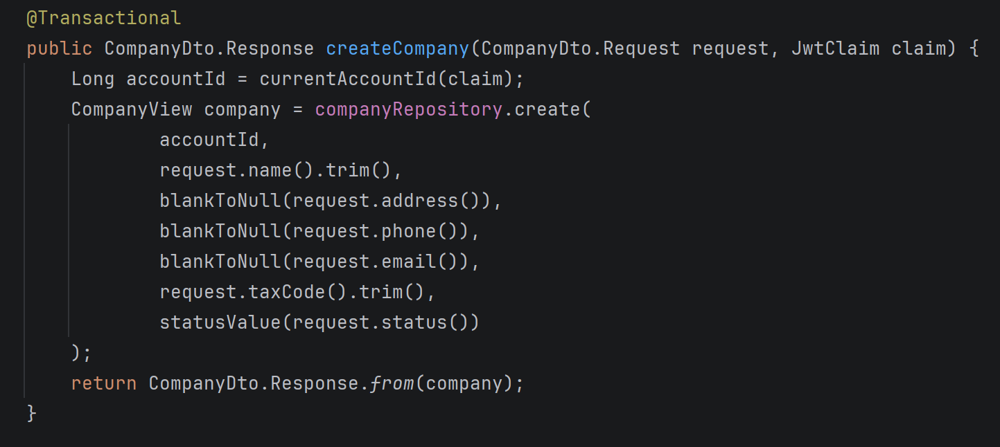 @Transactional
public CompanyDto.Response createCompany(CompanyDto.Request request, JwtClaim claim) {
    Long accountId = currentAccountId(claim);
    CompanyView company = companyRepository.create(
            accountId,
            request.name().trim(),
            blankToNull(request.address()),
            blankToNull(request.phone()),
            blankToNull(request.email()),
            request.taxCode().trim(),
            statusValue(request.status())
    );
    return CompanyDto.Response.from(company);
}